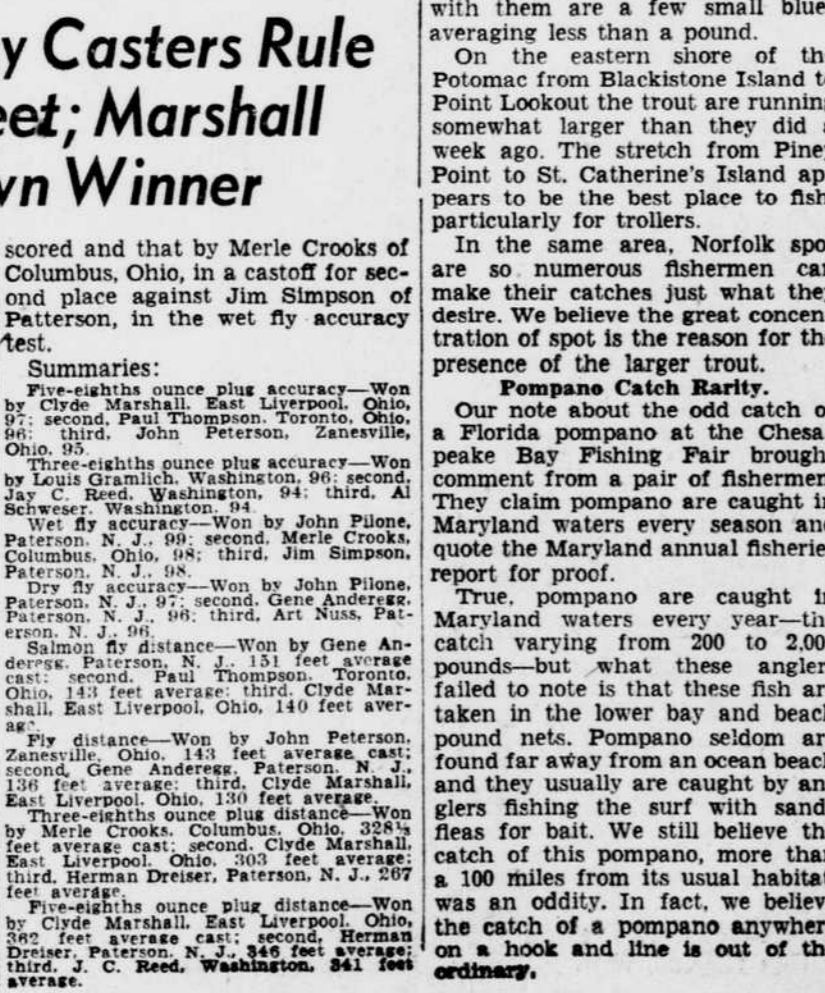 y Casters Rule
eet; Marshall
wn Winner
scored and that by Merle Crooks of
Columbus, Ohio, in a castoff for sec-
ond place against Jim Simpson of
Patterson, in the wet fly accuracy
test.
Summaries:
Five-eighths ounce plug accuracy—Won
by Clyde Marshall, East Liverpool, Ohio,
97; second, Paul Thompson, Toronto, Ohio,
96; third, John Peterson, Zanesville,
Ohio, 95.
Three-eighths ounce plug accuracy—Won
by Louis Gramlich, Washington, 96; second,
Jay C. Reed, Washington, 94; third, Al
Schweser, Washington, 94.
Wet fly accuracy—Won by John Pilone,
Paterson, N. J., 99; second, Merle Crooks,
Columbus, Ohio, 98; third, Jim Simpson,
Paterson, N. J., 98.
Dry fly accuracy—Won by John Pilone,
Paterson, N. J., 97; second, Gene Anderegg,
Paterson, N. J., 96; third, Art Nuss, Pat-
erson, N. J., 96.
Salmon fly distance—Won by Gene An-
deregg, Paterson, N. J., 151 feet average
cast; second, Paul Thompson, Toronto,
Ohio, 143 feet average; third, Clyde Mar-
shall, East Liverpool, Ohio, 140 feet aver-
age.
Fly distance—Won by John Peterson,
Zanesville, Ohio, 143 feet average cast;
second, Gene Anderegg, Paterson, N. J.,
136 feet average; third, Clyde Marshall,
East Liverpool, Ohio, 130 feet average.
Three-eighths ounce plug distance—Won
by Merle Crooks, Columbus, Ohio, 328⅓
feet average cast; second, Clyde Marshall,
East Liverpool, Ohio, 303 feet average;
third, Herman Dreiser, Paterson, N. J., 267
feet average.
Five-eighths ounce plug distance—Won
by Clyde Marshall, East Liverpool, Ohio,
362 feet average cast; second, Herman
Dreiser, Paterson, N. J., 346 feet average;
third, J. C. Reed, Washington, 341 feet
average.
with them are a few small blue
averaging less than a pound.
On the eastern shore of th
Potomac from Blackistone Island t
Point Lookout the trout are runnin
somewhat larger than they did a
week ago. The stretch from Piney
Point to St. Catherine's Island ap
pears to be the best place to fish
particularly for trollers.
In the same area, Norfolk spo
are so numerous fishermen ca
make their catches just what they
desire. We believe the great concen
tration of spot is the reason for th
presence of the larger trout.
Pompano Catch Rarity.
Our note about the odd catch o
a Florida pompano at the Chesa
peake Bay Fishing Fair brough
comment from a pair of fishermen
They claim pompano are caught i
Maryland waters every season an
quote the Maryland annual fisherie
report for proof.
True, pompano are caught i
Maryland waters every year—th
catch varying from 200 to 2,00
pounds—but what these angler
failed to note is that these fish ar
taken in the lower bay and beac
pound nets. Pompano seldom ar
found far away from an ocean beac
and they usually are caught by an
glers fishing the surf with sand
fleas for bait. We still believe th
catch of this pompano, more tha
a 100 miles from its usual habita
was an oddity. In fact, we believ
the catch of a pompano anywher
on a hook and line is out of th
ordinary.